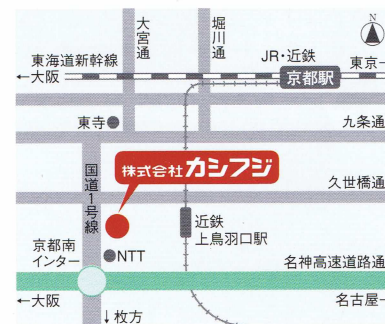 大宮通
堀川通
N
東海道新幹線
←大阪
JR・近鉄
京都駅
東京→
東寺
九条通
国道1号線
株式会社カシフジ
久世橋通
近鉄
上鳥羽口駅
京都南
インター
NTT
名神高速道路通
←大阪
名古屋→
↓枚方